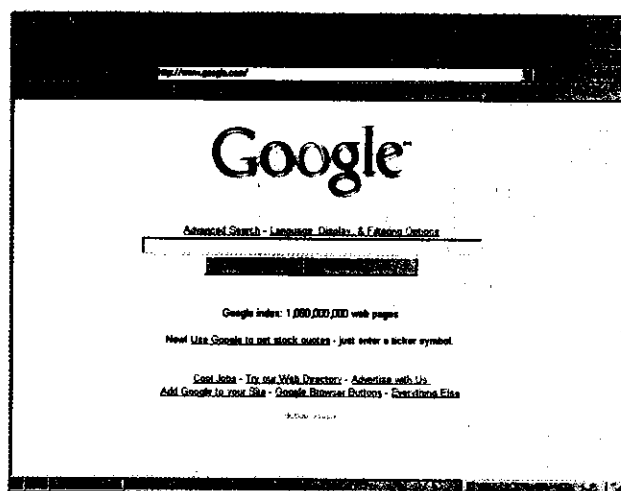 http://www.google.com/
Google™
Advanced Search - Language, Display, & Filtering Options
Google index: 1,060,000,000 web pages
New! Use Google to get stock quotes - just enter a ticker symbol.
Cool Jobs - Try our Web Directory - Advertise with Us
Add Google to your Site - Google Browser Buttons - Everything Else